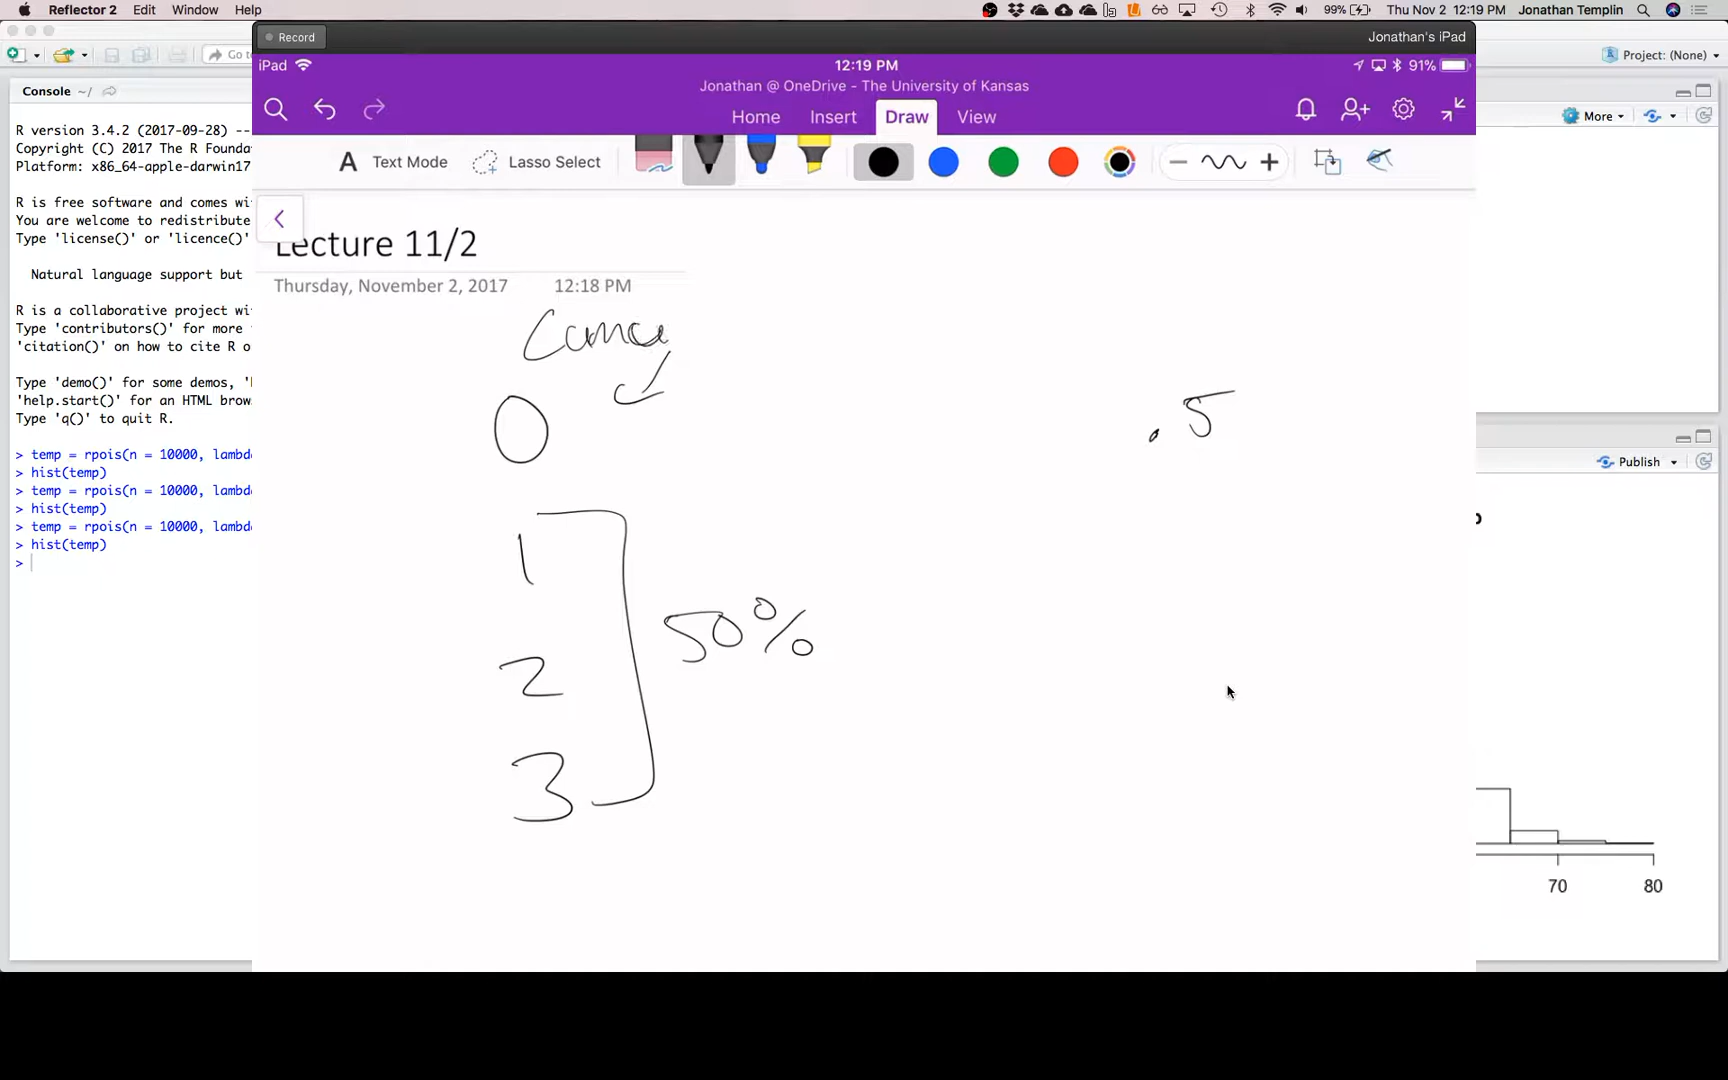 Reflector 2 Edit Window Help 99% Thu Nov 2 12:19 PM Jonathan Templin
Record Jonathan's iPad
iPad 12:19 PM 91%
Jonathan @ OneDrive - The University of Kansas
Home Insert Draw View
A Text Mode Lasso Select
Go to
Project: (None)
Console ~/
More
R version 3.4.2 (2017-09-28) --
Copyright (C) 2017 The R Founda
Platform: x86_64-apple-darwin17
R is free software and comes wi
You are welcome to redistribute
Type 'license()' or 'licence()'
Natural language support but
R is a collaborative project wi
Type 'contributors()' for more
'citation()' on how to cite R o
Type 'demo()' for some demos, '
'help.start()' for an HTML brow
Type 'q()' to quit R.
> temp = rpois(n = 10000, lambd
> hist(temp)
> temp = rpois(n = 10000, lambd
> hist(temp)
> temp = rpois(n = 10000, lambd
> hist(temp)
>
Lecture 11/2
Thursday, November 2, 2017 12:18 PM
0 .5
1
50%
2
3
Publish
p
70 80